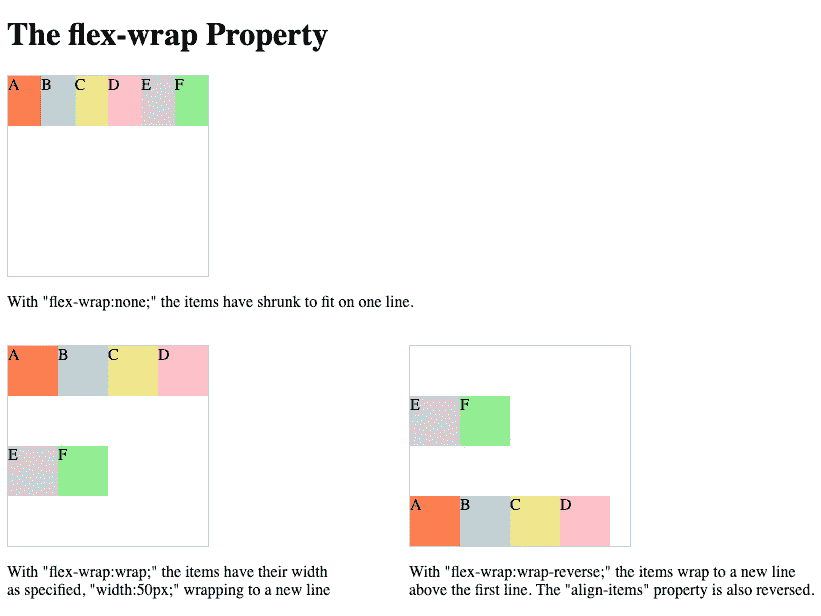 The flex-wrap Property
A B C D E F
With "flex-wrap:none;" the items have shrunk to fit on one line.
A B C D
E F
With "flex-wrap:wrap;" the items have their width
as specified, "width:50px;" wrapping to a new line
E F
A B C D
With "flex-wrap:wrap-reverse;" the items wrap to a new line
above the first line. The "align-items" property is also reversed.